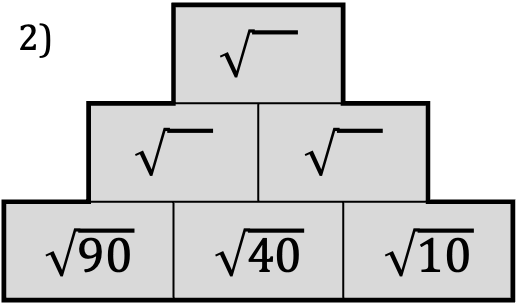 2)
√
√ √
√90 √40 √10